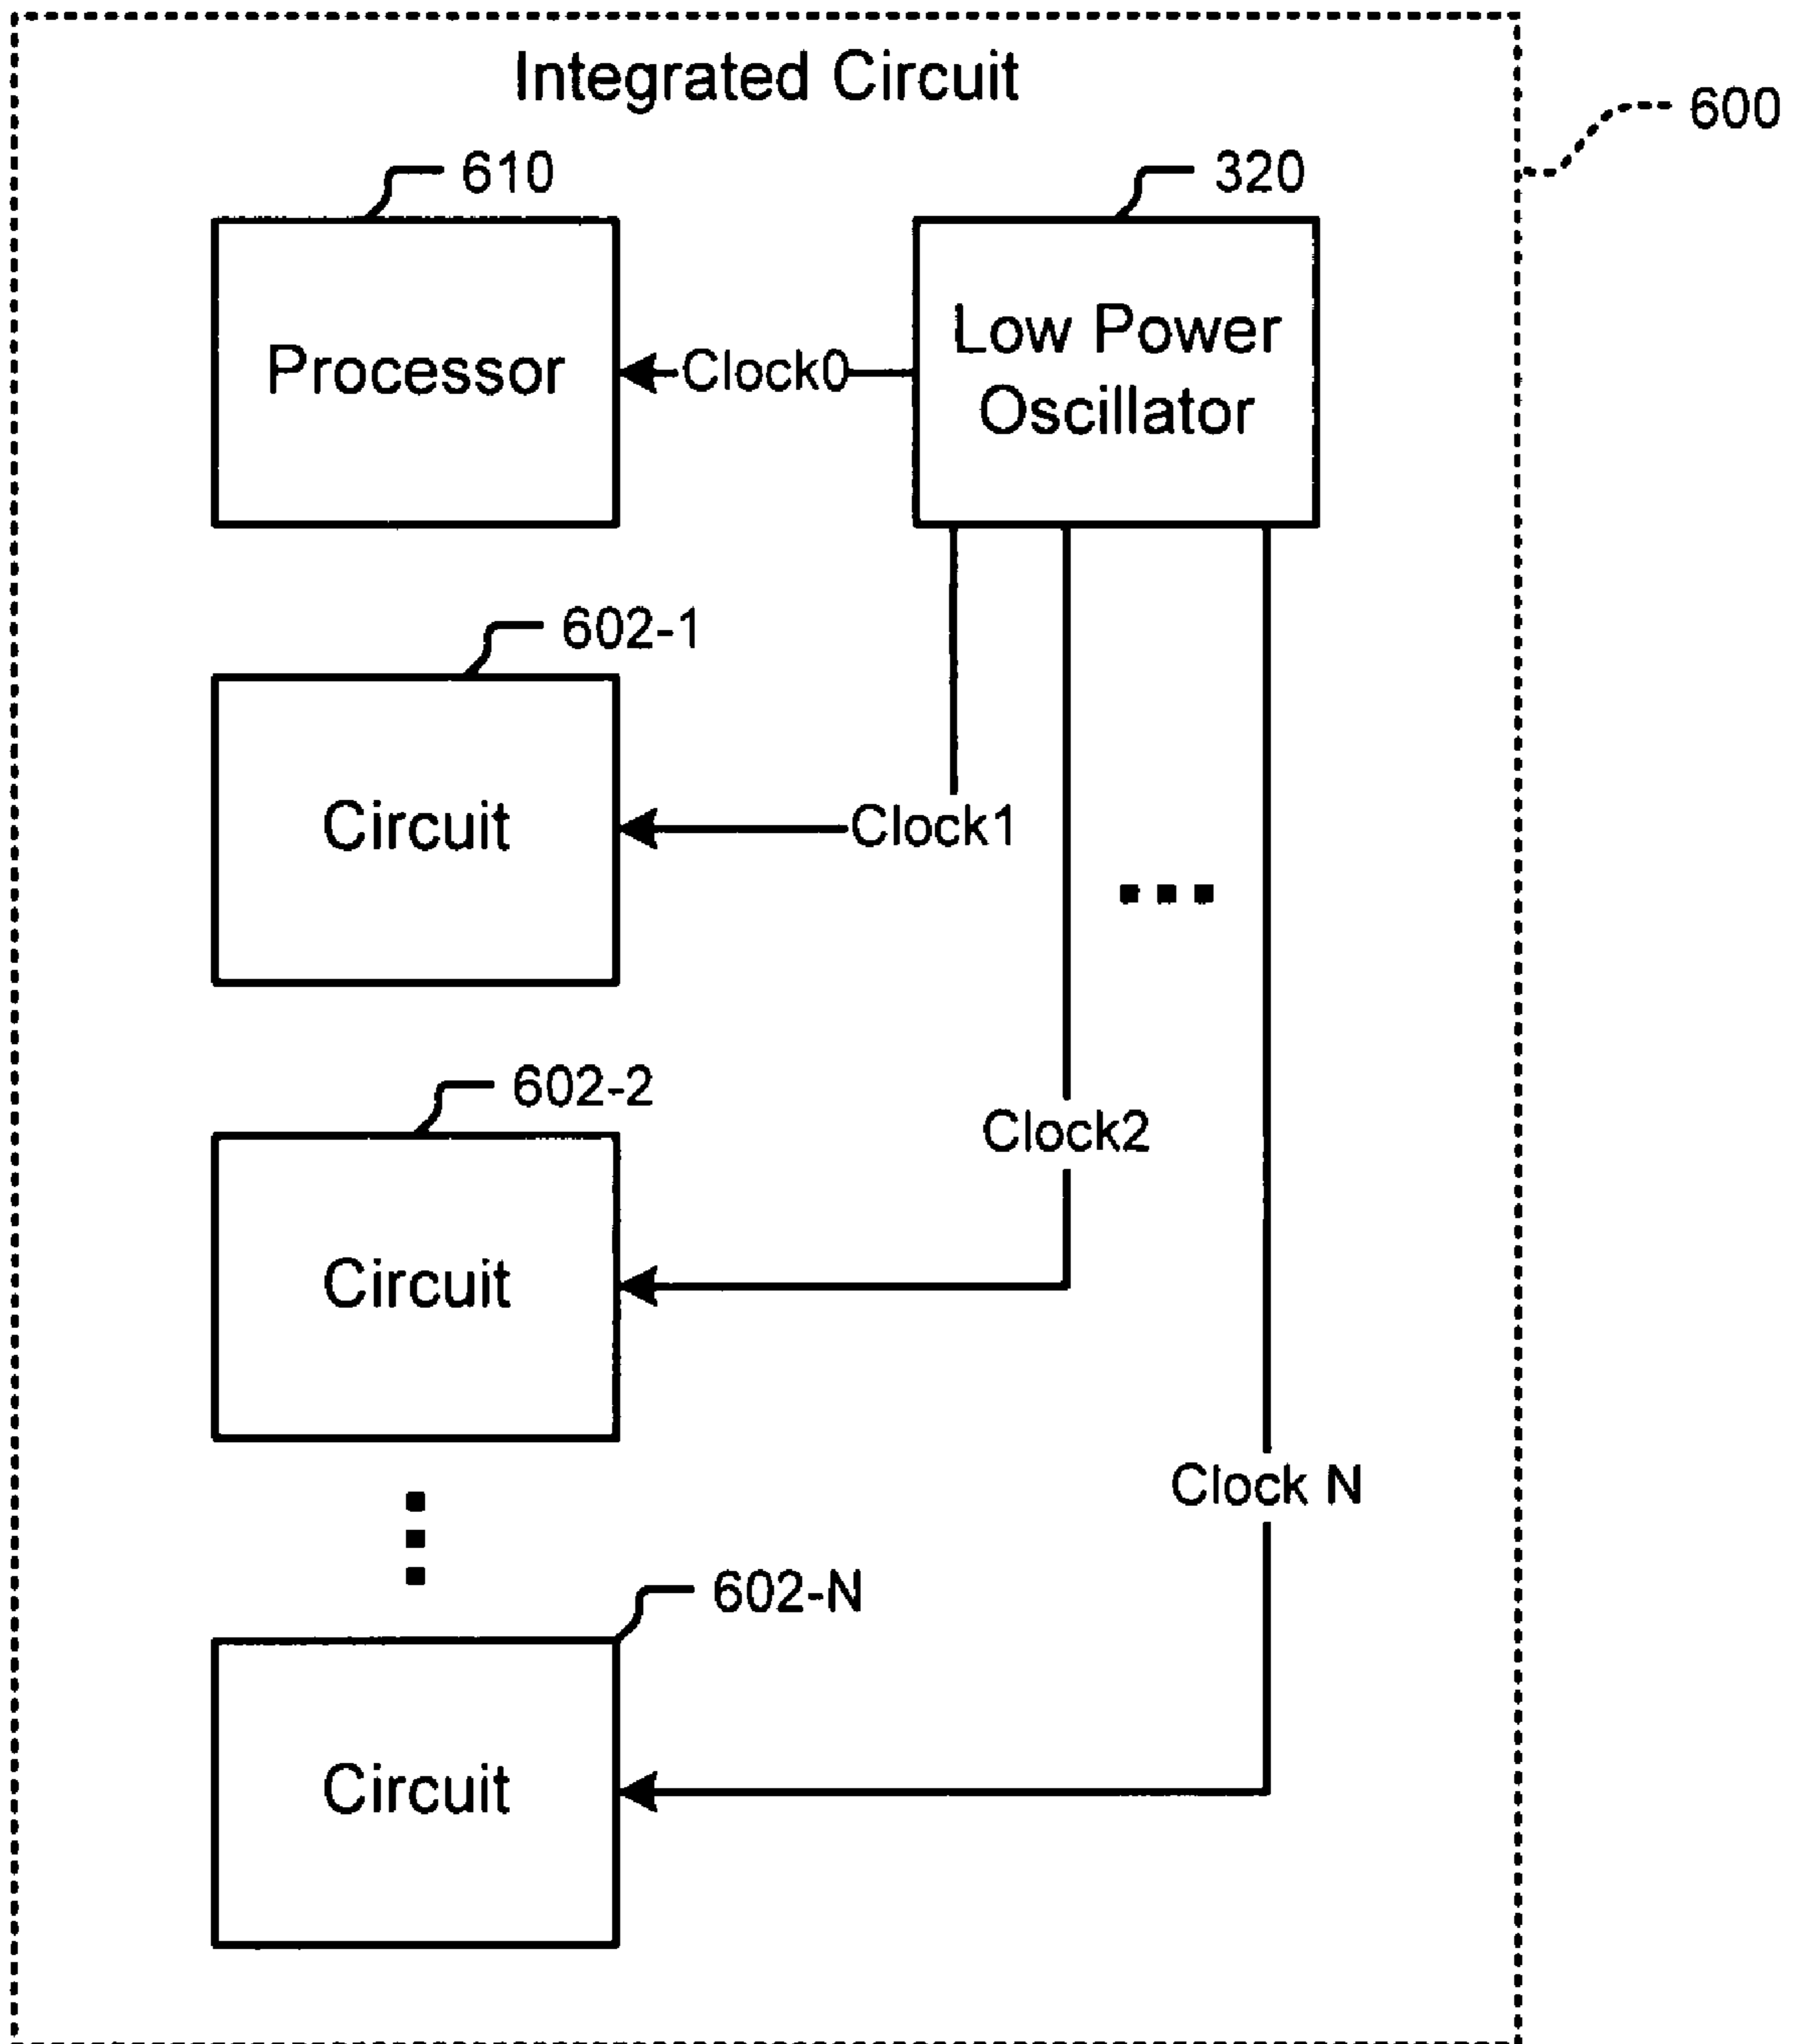 Integrated Circuit
600
610
320
Processor
Clock0
Low Power
Oscillator
602-1
Circuit
Clock1
602-2
Clock2
Circuit
Clock N
602-N
Circuit